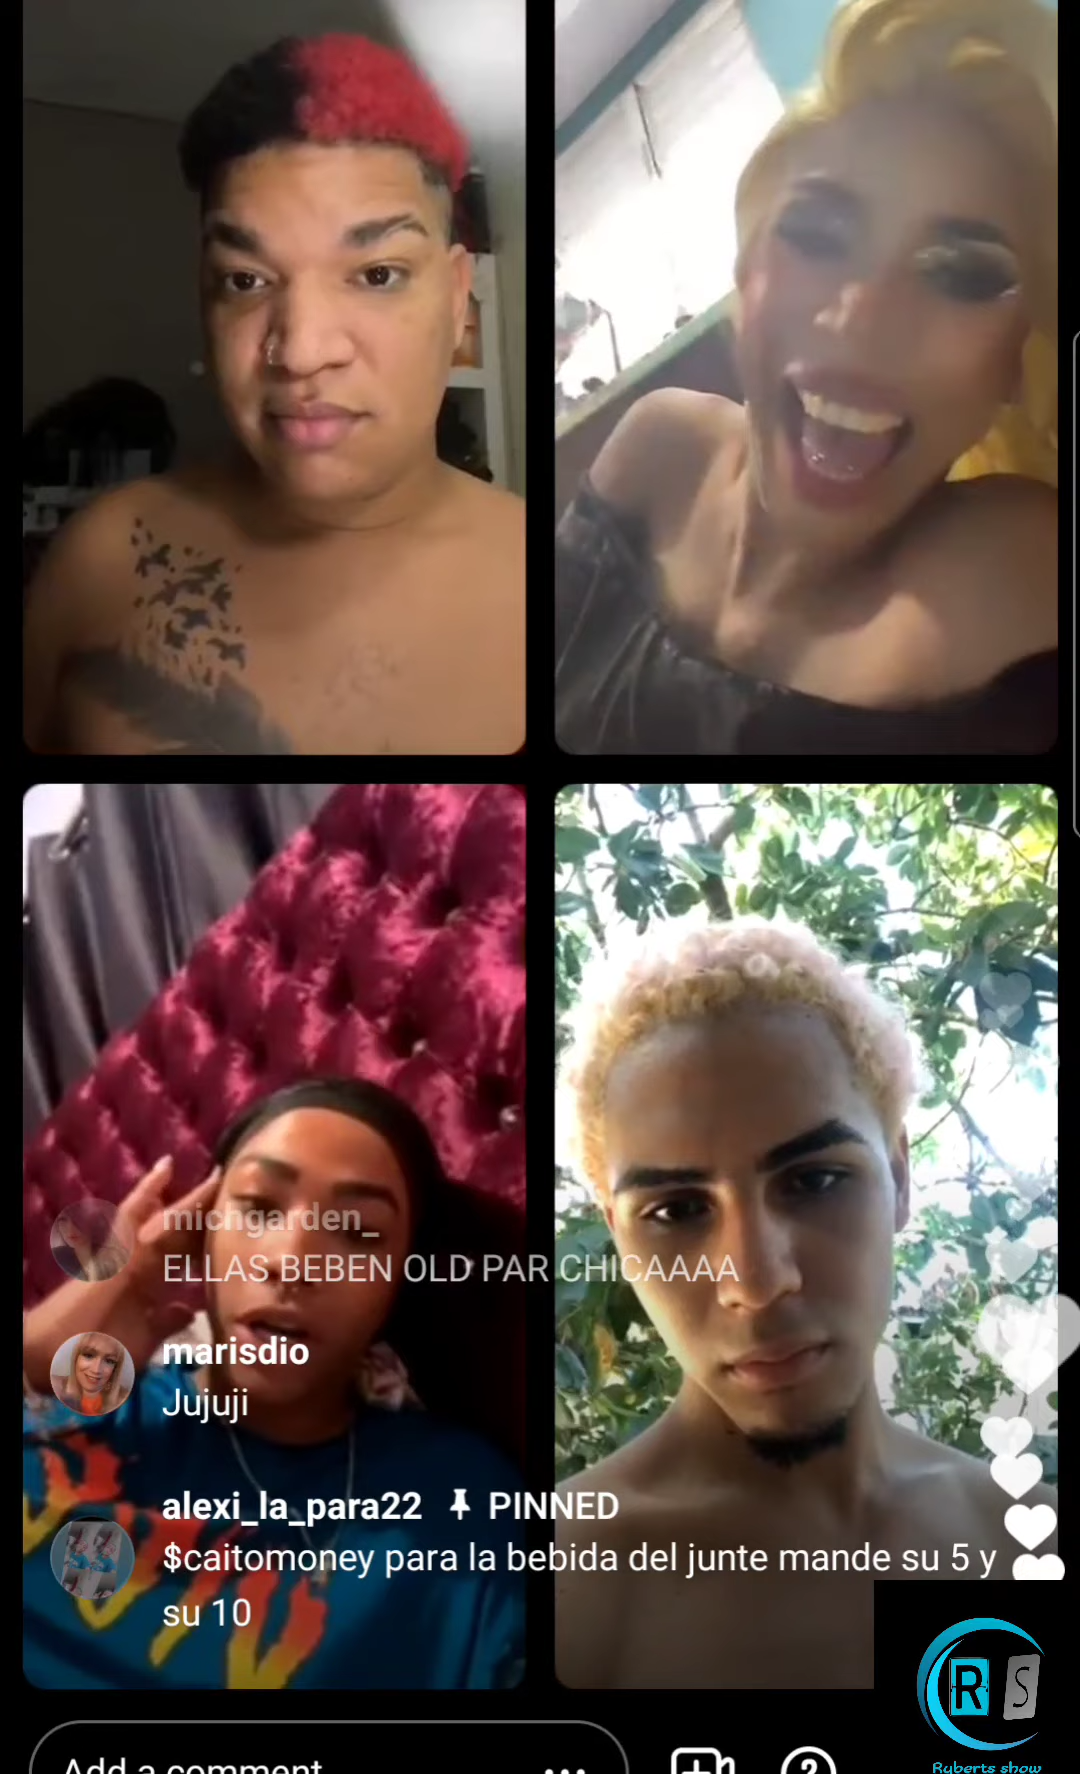 michgarden_
ELLAS BEBEN OLD PAR CHICAAAA
marisdio
Jujuji
alexi_la_para22 PINNED
$caitomoney para la bebida del junte mande su 5 y
su 10
R S
Ryberts show
Add a comment